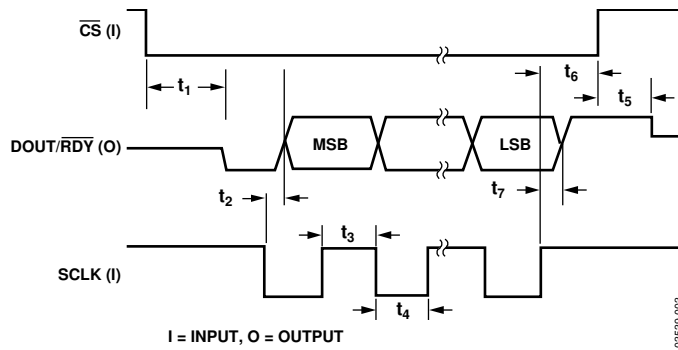 CS (I)
t1
t6
t5
DOUT/RDY (O)
MSB
LSB
t2
t7
t3
SCLK (I)
t4
I = INPUT, O = OUTPUT